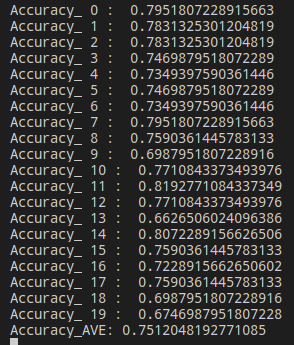 Accuracy_ 0 :  0.7951807228915663
Accuracy_ 1 :  0.7831325301204819
Accuracy_ 2 :  0.7831325301204819
Accuracy_ 3 :  0.7469879518072289
Accuracy_ 4 :  0.7349397590361446
Accuracy_ 5 :  0.7469879518072289
Accuracy_ 6 :  0.7349397590361446
Accuracy_ 7 :  0.7951807228915663
Accuracy_ 8 :  0.7590361445783133
Accuracy_ 9 :  0.6987951807228916
Accuracy_ 10 :  0.7710843373493976
Accuracy_ 11 :  0.8192771084337349
Accuracy_ 12 :  0.7710843373493976
Accuracy_ 13 :  0.6626506024096386
Accuracy_ 14 :  0.8072289156626506
Accuracy_ 15 :  0.7590361445783133
Accuracy_ 16 :  0.7228915662650602
Accuracy_ 17 :  0.7590361445783133
Accuracy_ 18 :  0.6987951807228916
Accuracy_ 19 :  0.6746987951807228
Accuracy_AVE: 0.7512048192771085